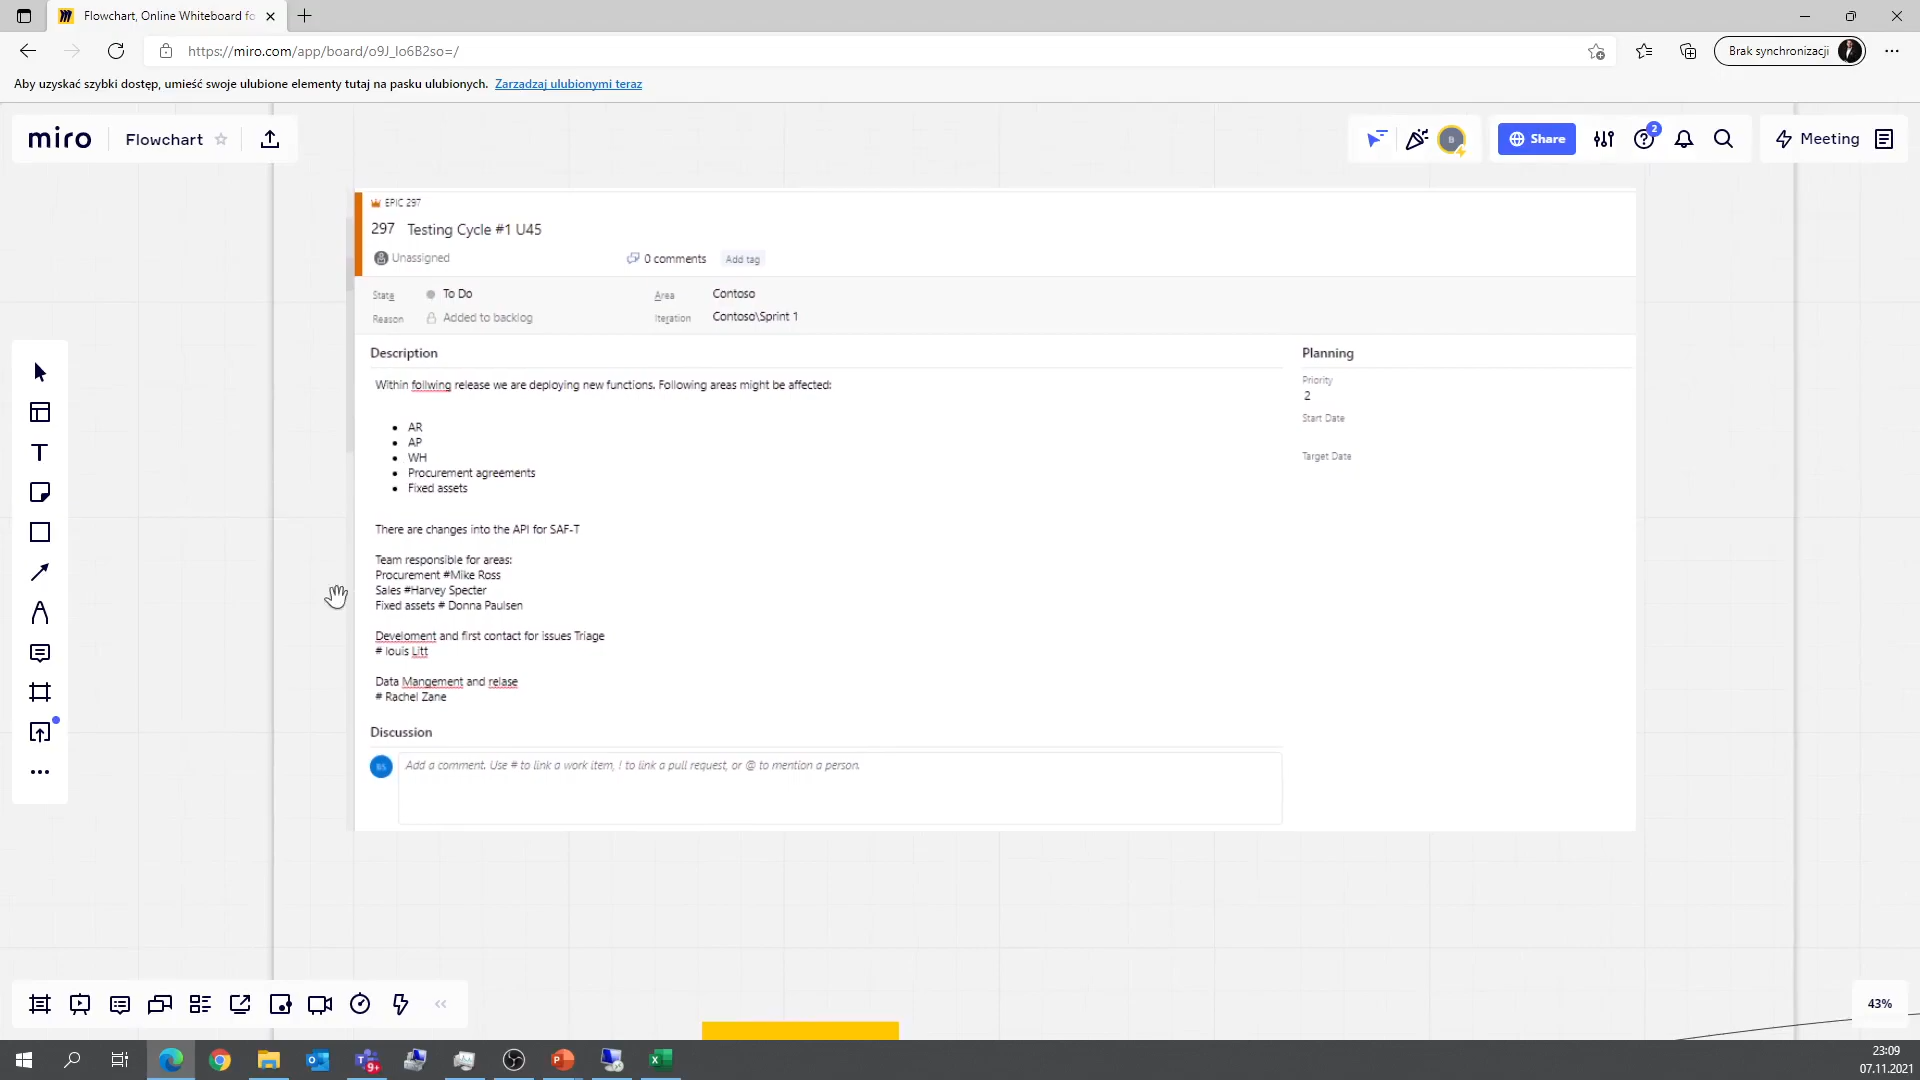 Flowchart, Online Whiteboard fo
https://miro.com/app/board/o9J_lo6B2so=/
Brak synchronizacji
Aby uzyskać szybki dostęp, umieść swoje ulubione elementy tutaj na pasku ulubionych. Zarzadzaj ulubionymi teraz
miro Flowchart
Share 2 Meeting
EPIC 297
297 Testing Cycle #1 U45
Unassigned 0 comments Add tag
State To Do Area Contoso
Reason Added to backlog Iteration Contoso\Sprint 1
Description Planning
Within follwing release we are deploying new functions. Following areas might be affected:
Priority
2
Start Date
Target Date
AR
AP
WH
Procurement agreements
Fixed assets
There are changes into the API for SAF-T
Team responsible for areas:
Procurement #Mike Ross
Sales #Harvey Specter
Fixed assets # Donna Paulsen
Develoment and first contact for issues Triage
# louis Litt
Data Mangement and relase
# Rachel Zane
Discussion
Add a comment. Use # to link a work item, ! to link a pull request, or @ to mention a person.
43%
9+
23:09
07.11.2021